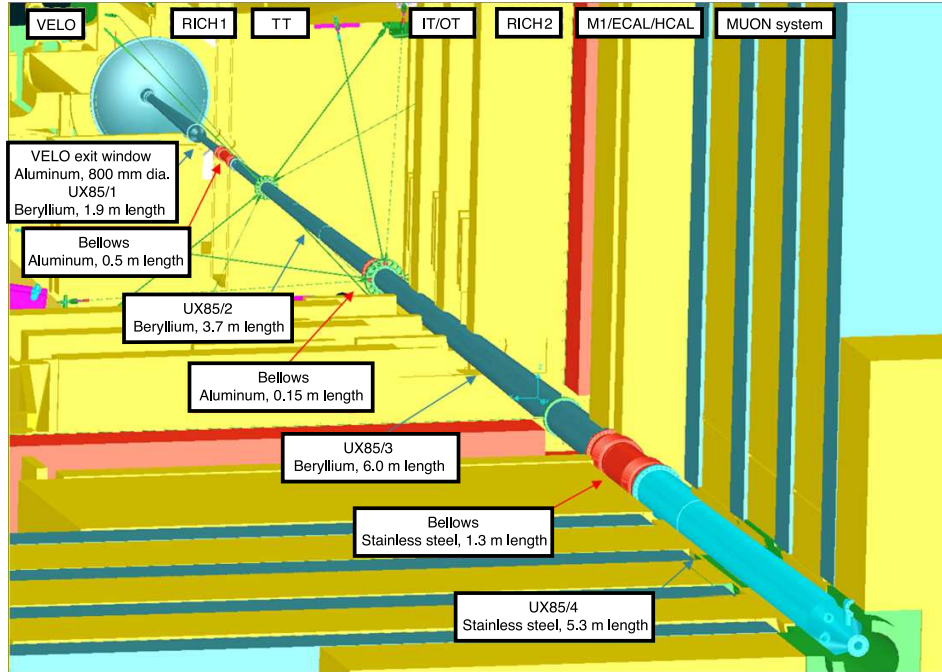 VELO
RICH1
TT
IT/OT
RICH2
M1/ECAL/HCAL
MUON system
VELO exit window
Aluminum, 800 mm dia.
UX85/1
Beryllium, 1.9 m length
Bellows
Aluminum, 0.5 m length
UX85/2
Beryllium, 3.7 m length
Bellows
Aluminum, 0.15 m length
UX85/3
Beryllium, 6.0 m length
Bellows
Stainless steel, 1.3 m length
UX85/4
Stainless steel, 5.3 m length